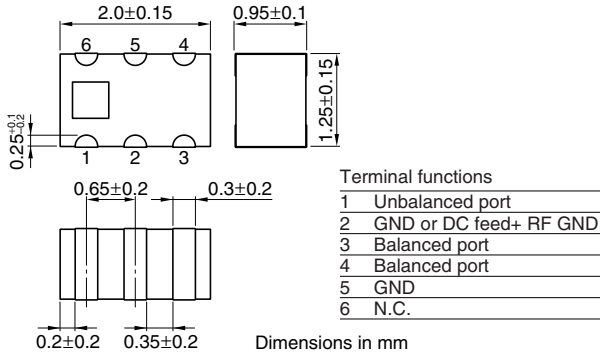 2.0±0.15
0.95±0.1
6 5 4
1.25±0.15
0.25+0.1−0.2
1 2 3
0.65±0.2
0.3±0.2
0.2±0.2
0.35±0.2
Dimensions in mm
Terminal functions
1 Unbalanced port
2 GND or DC feed+ RF GND
3 Balanced port
4 Balanced port
5 GND
6 N.C.